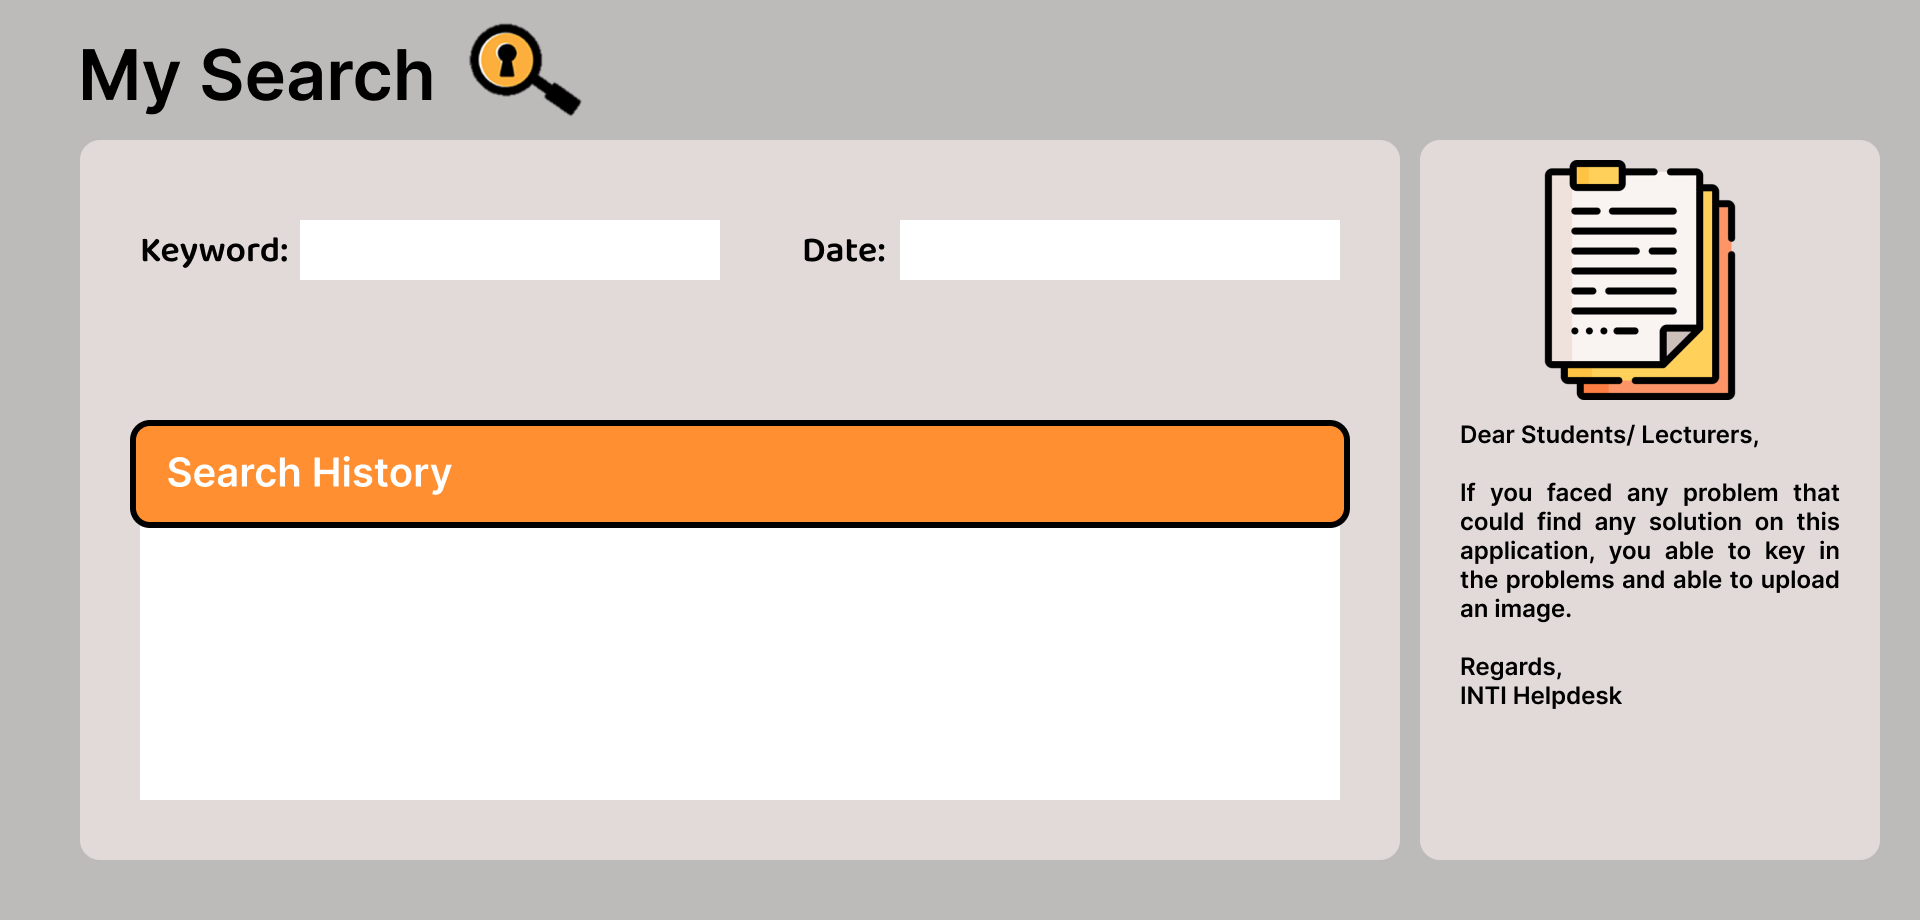 My Search
Keyword:
Date:
Search History
Dear Students/ Lecturers,
If you faced any problem that
could find any solution on this
application, you able to key in
the problems and able to upload
an image.
Regards,
INTI Helpdesk